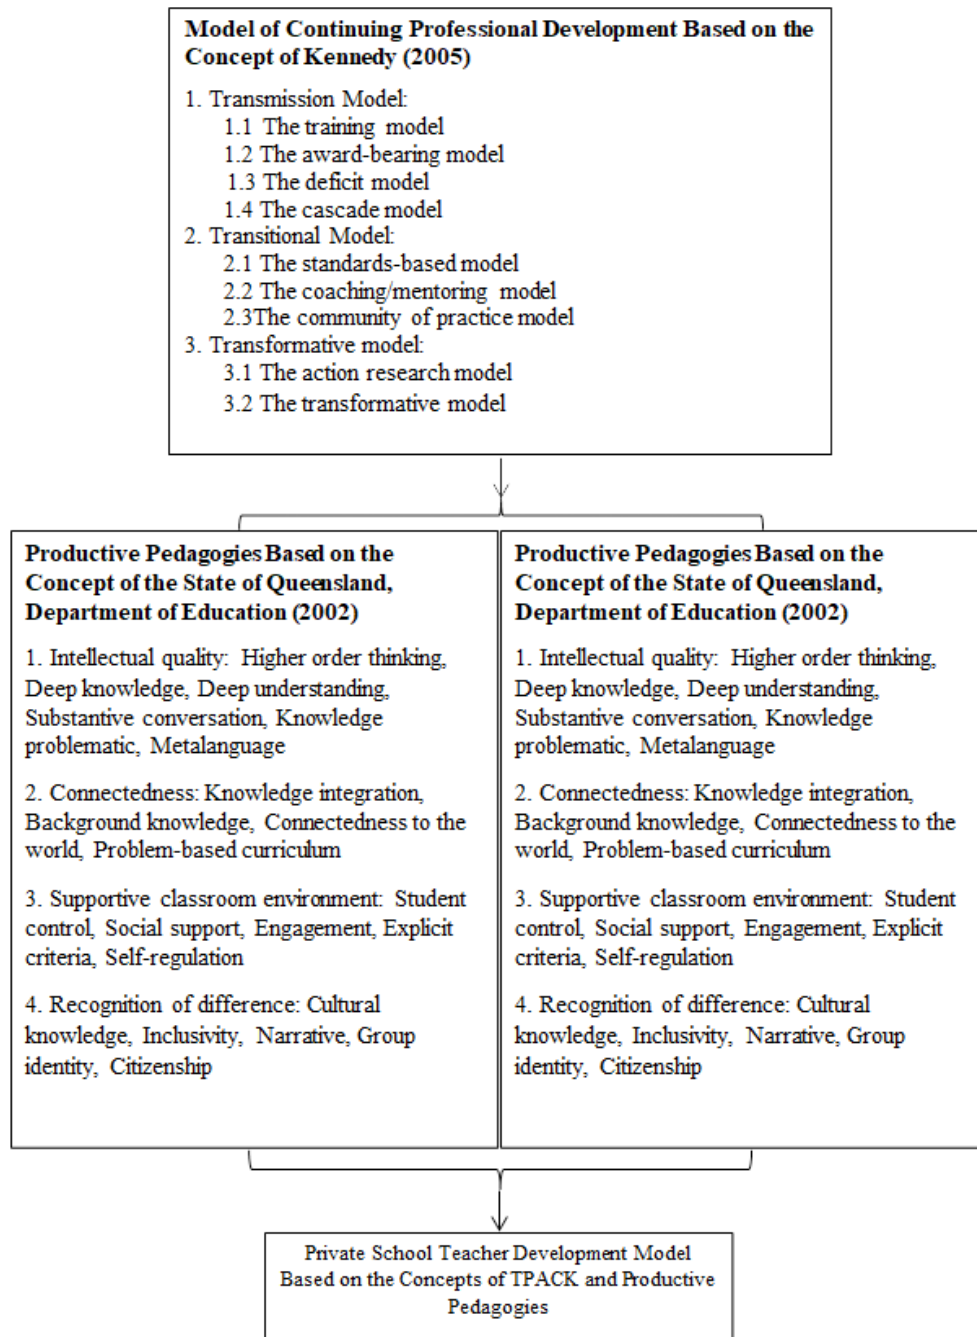 Model of Continuing Professional Development Based on the
Concept of Kennedy (2005)
1. Transmission Model:
1.1 The training model
1.2 The award-bearing model
1.3 The deficit model
1.4 The cascade model
2. Transitional Model:
2.1 The standards-based model
2.2 The coaching/mentoring model
2.3The community of practice model
3. Transformative model:
3.1 The action research model
3.2 The transformative model
Productive Pedagogies Based on the
Concept of the State of Queensland,
Department of Education (2002)
1. Intellectual quality: Higher order thinking,
Deep knowledge, Deep understanding,
Substantive conversation, Knowledge
problematic, Metalanguage
2. Connectedness: Knowledge integration,
Background knowledge, Connectedness to the
world, Problem-based curriculum
3. Supportive classroom environment: Student
control, Social support, Engagement, Explicit
criteria, Self-regulation
4. Recognition of difference: Cultural
knowledge, Inclusivity, Narrative, Group
identity, Citizenship
Productive Pedagogies Based on the
Concept of the State of Queensland,
Department of Education (2002)
1. Intellectual quality: Higher order thinking,
Deep knowledge, Deep understanding,
Substantive conversation, Knowledge
problematic, Metalanguage
2. Connectedness: Knowledge integration,
Background knowledge, Connectedness to the
world, Problem-based curriculum
3. Supportive classroom environment: Student
control, Social support, Engagement, Explicit
criteria, Self-regulation
4. Recognition of difference: Cultural
knowledge, Inclusivity, Narrative, Group
identity, Citizenship
Private School Teacher Development Model
Based on the Concepts of TPACK and Productive
Pedagogies